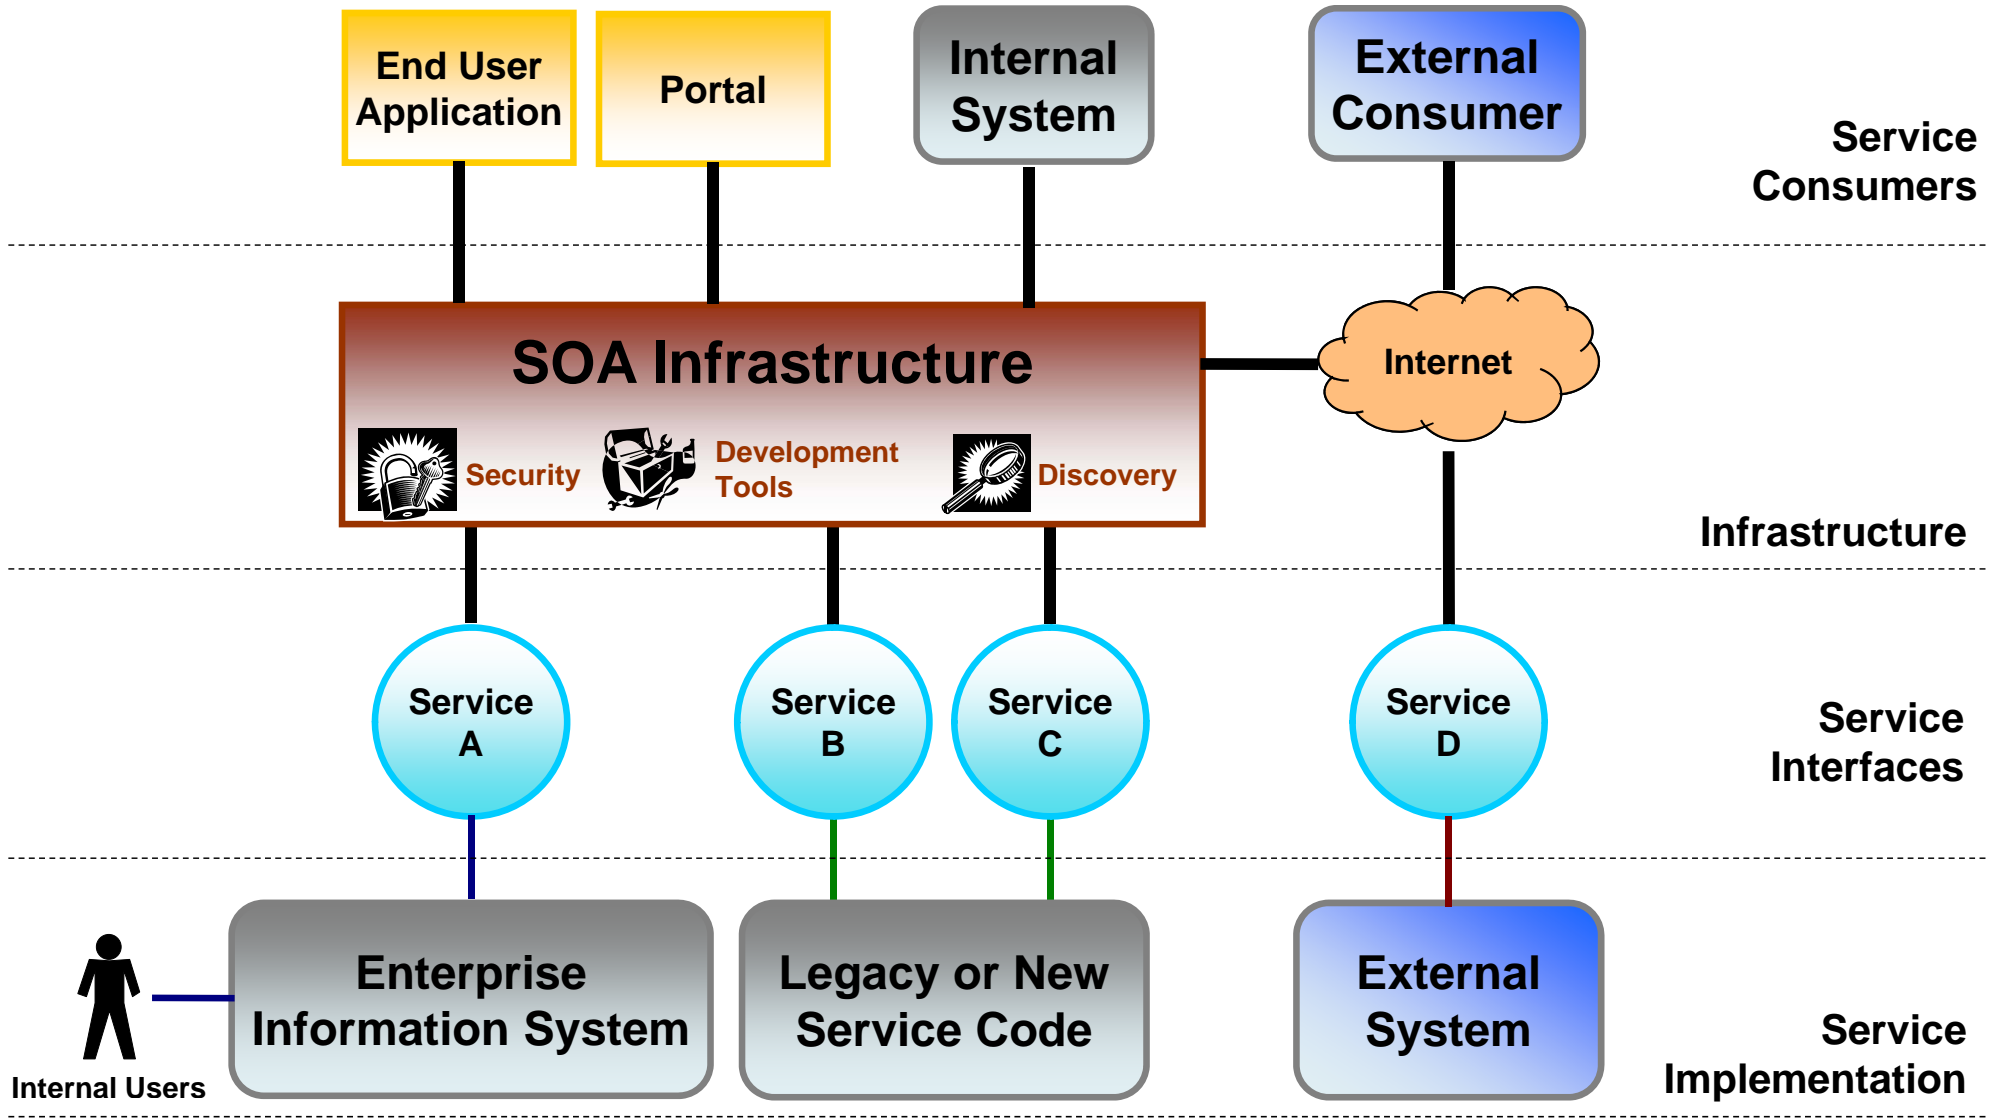 End User
Application
Portal
Internal
System
External
Consumer
Service
Consumers
SOA Infrastructure
Internet
Security
Development
Tools
Discovery
Infrastructure
Service
A
Service
B
Service
C
Service
D
Service
Interfaces
Enterprise
Information System
Legacy or New
Service Code
External
System
Internal Users
Service
Implementation